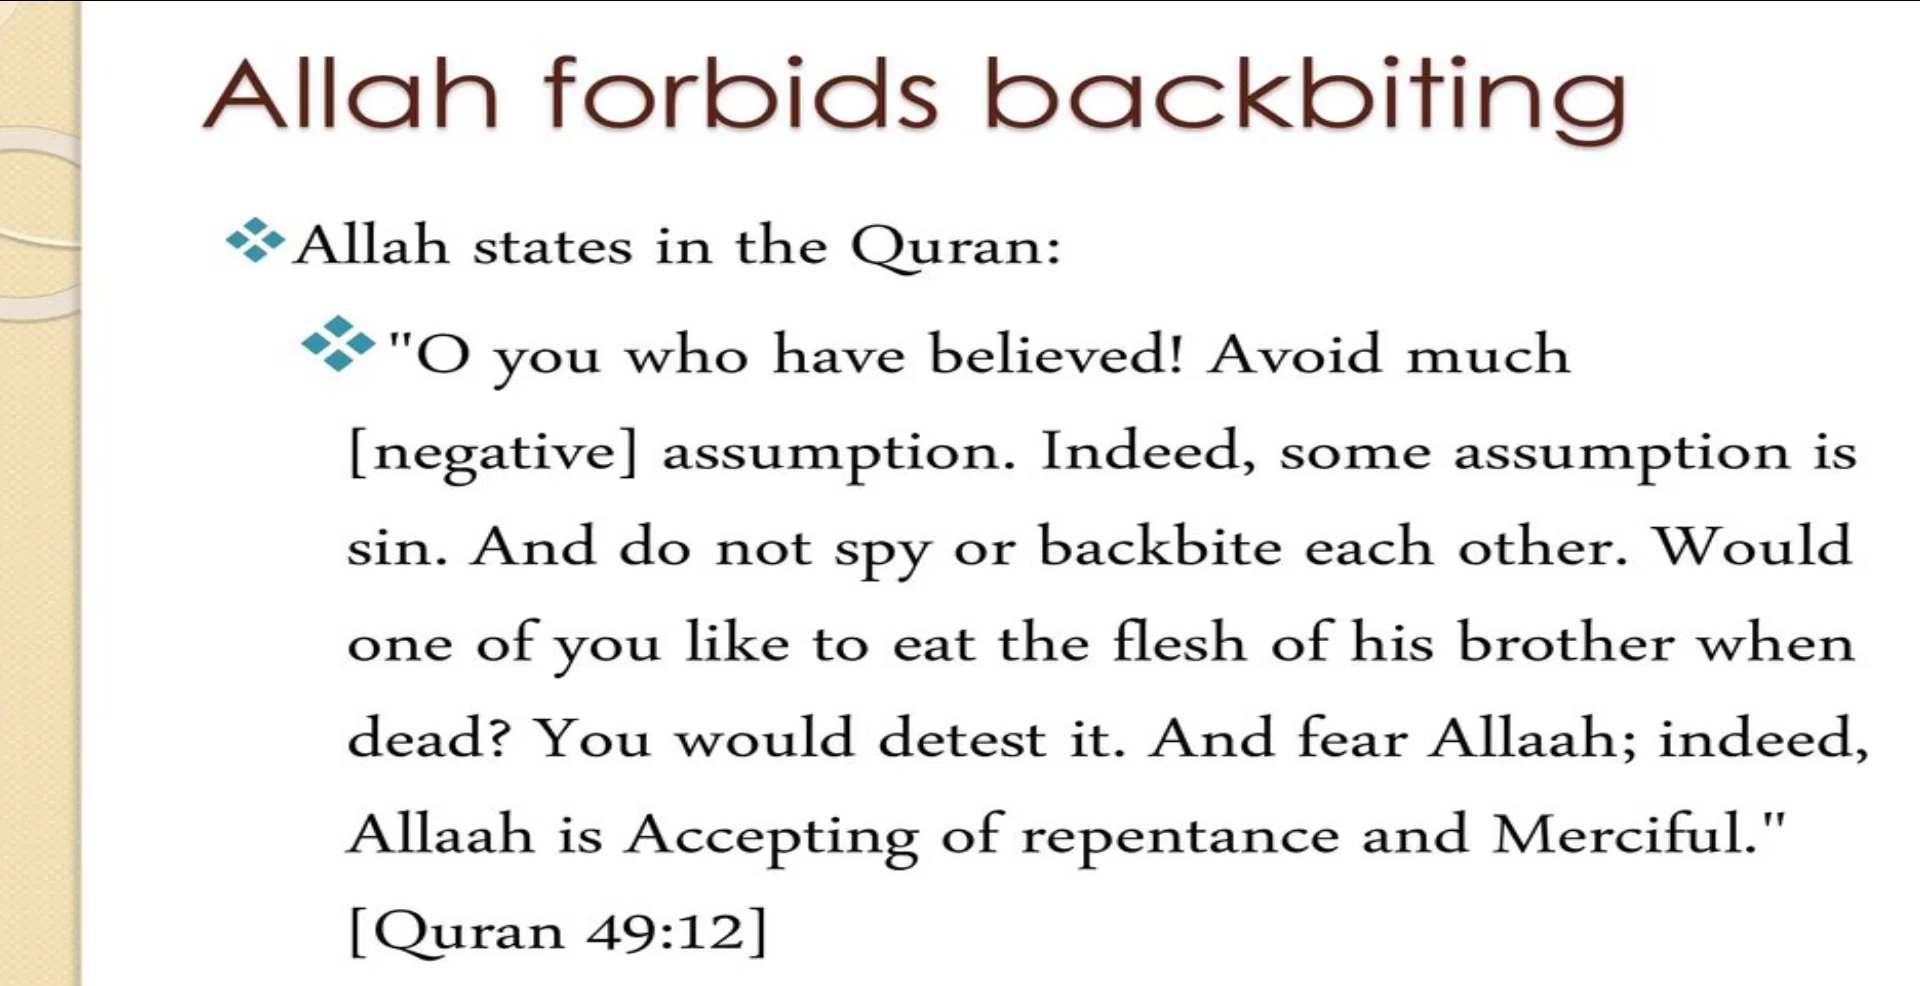 Allah forbids backbiting
Allah states in the Quran:
"O you who have believed! Avoid much
[negative] assumption. Indeed, some assumption is
sin. And do not spy or backbite each other. Would
one of you like to eat the flesh of his brother when
dead? You would detest it. And fear Allaah; indeed,
Allaah is Accepting of repentance and Merciful."
[Quran 49:12]